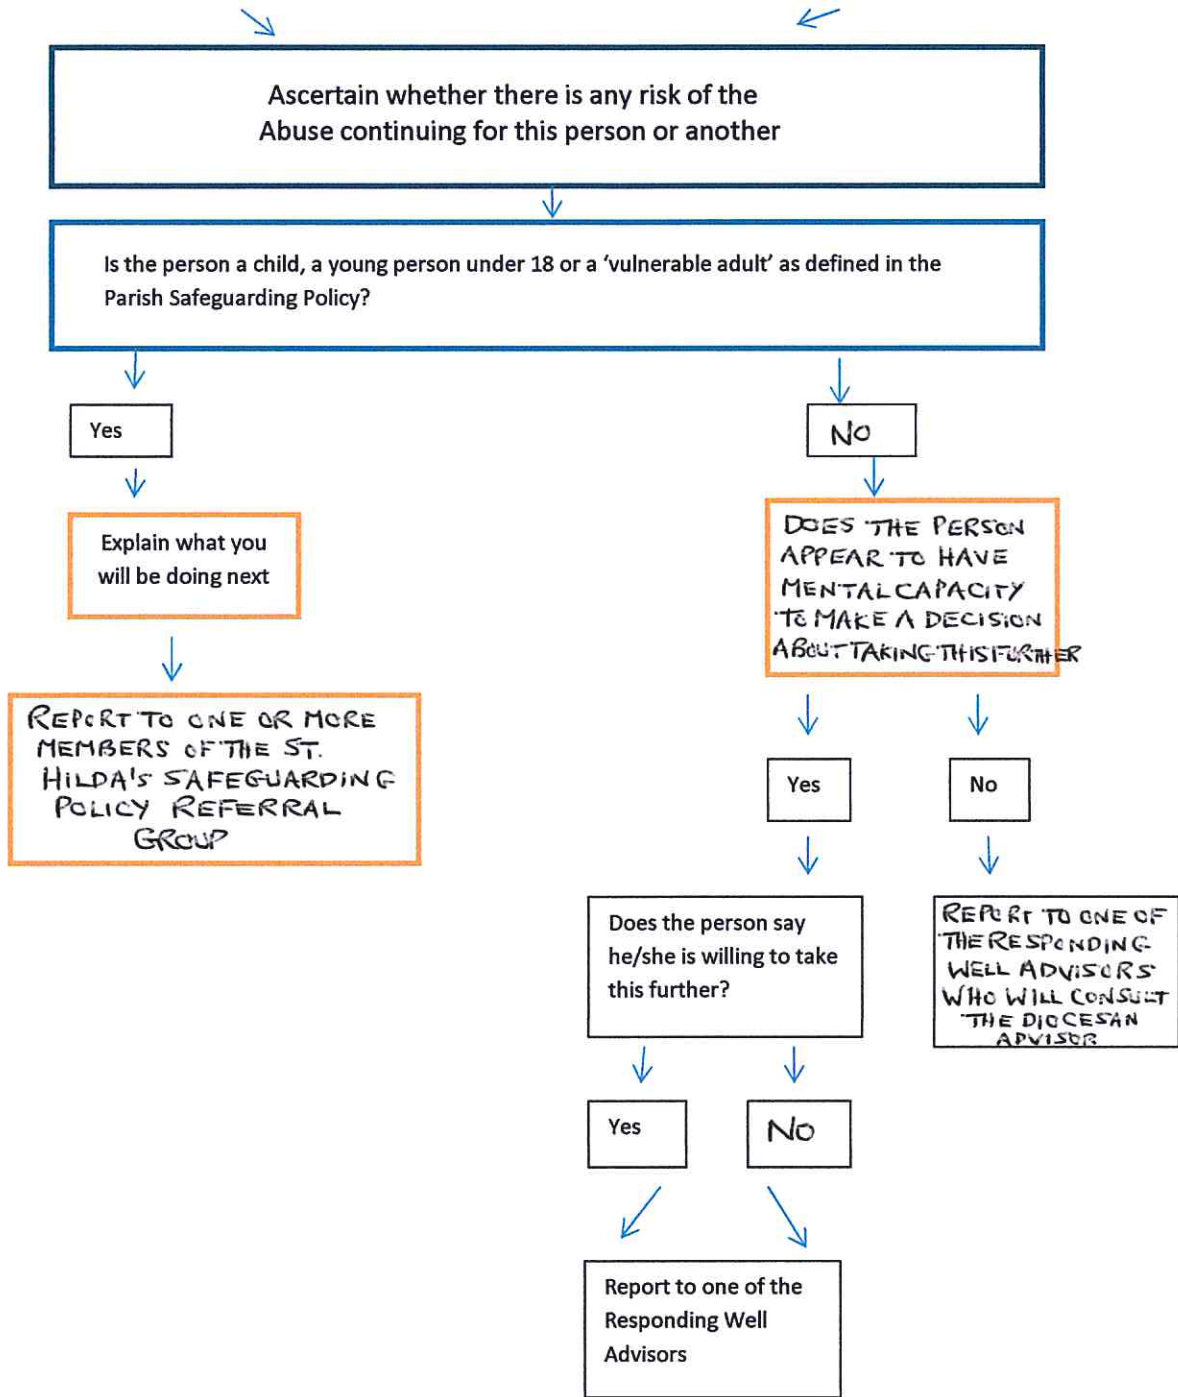 Ascertain whether there is any risk of the
Abuse continuing for this person or another
Is the person a child, a young person under 18 or a ‘vulnerable adult’ as defined in the
Parish Safeguarding Policy?
Yes
NO
Explain what you
will be doing next
DOES THE PERSON
APPEAR TO HAVE
MENTAL CAPACITY
TO MAKE A DECISION
ABOUT TAKING THIS FURTHER
REPORT TO ONE OR MORE
MEMBERS OF THE ST.
HILDA'S SAFEGUARDING
POLICY REFERRAL
GROUP
Yes
No
Does the person say
he/she is willing to take
this further?
REPORT TO ONE OF
THE RESPONDING
WELL ADVISORS
WHO WILL CONSULT
THE DIOCESAN
ADVISOR
Yes
NO
Report to one of the
Responding Well
Advisors